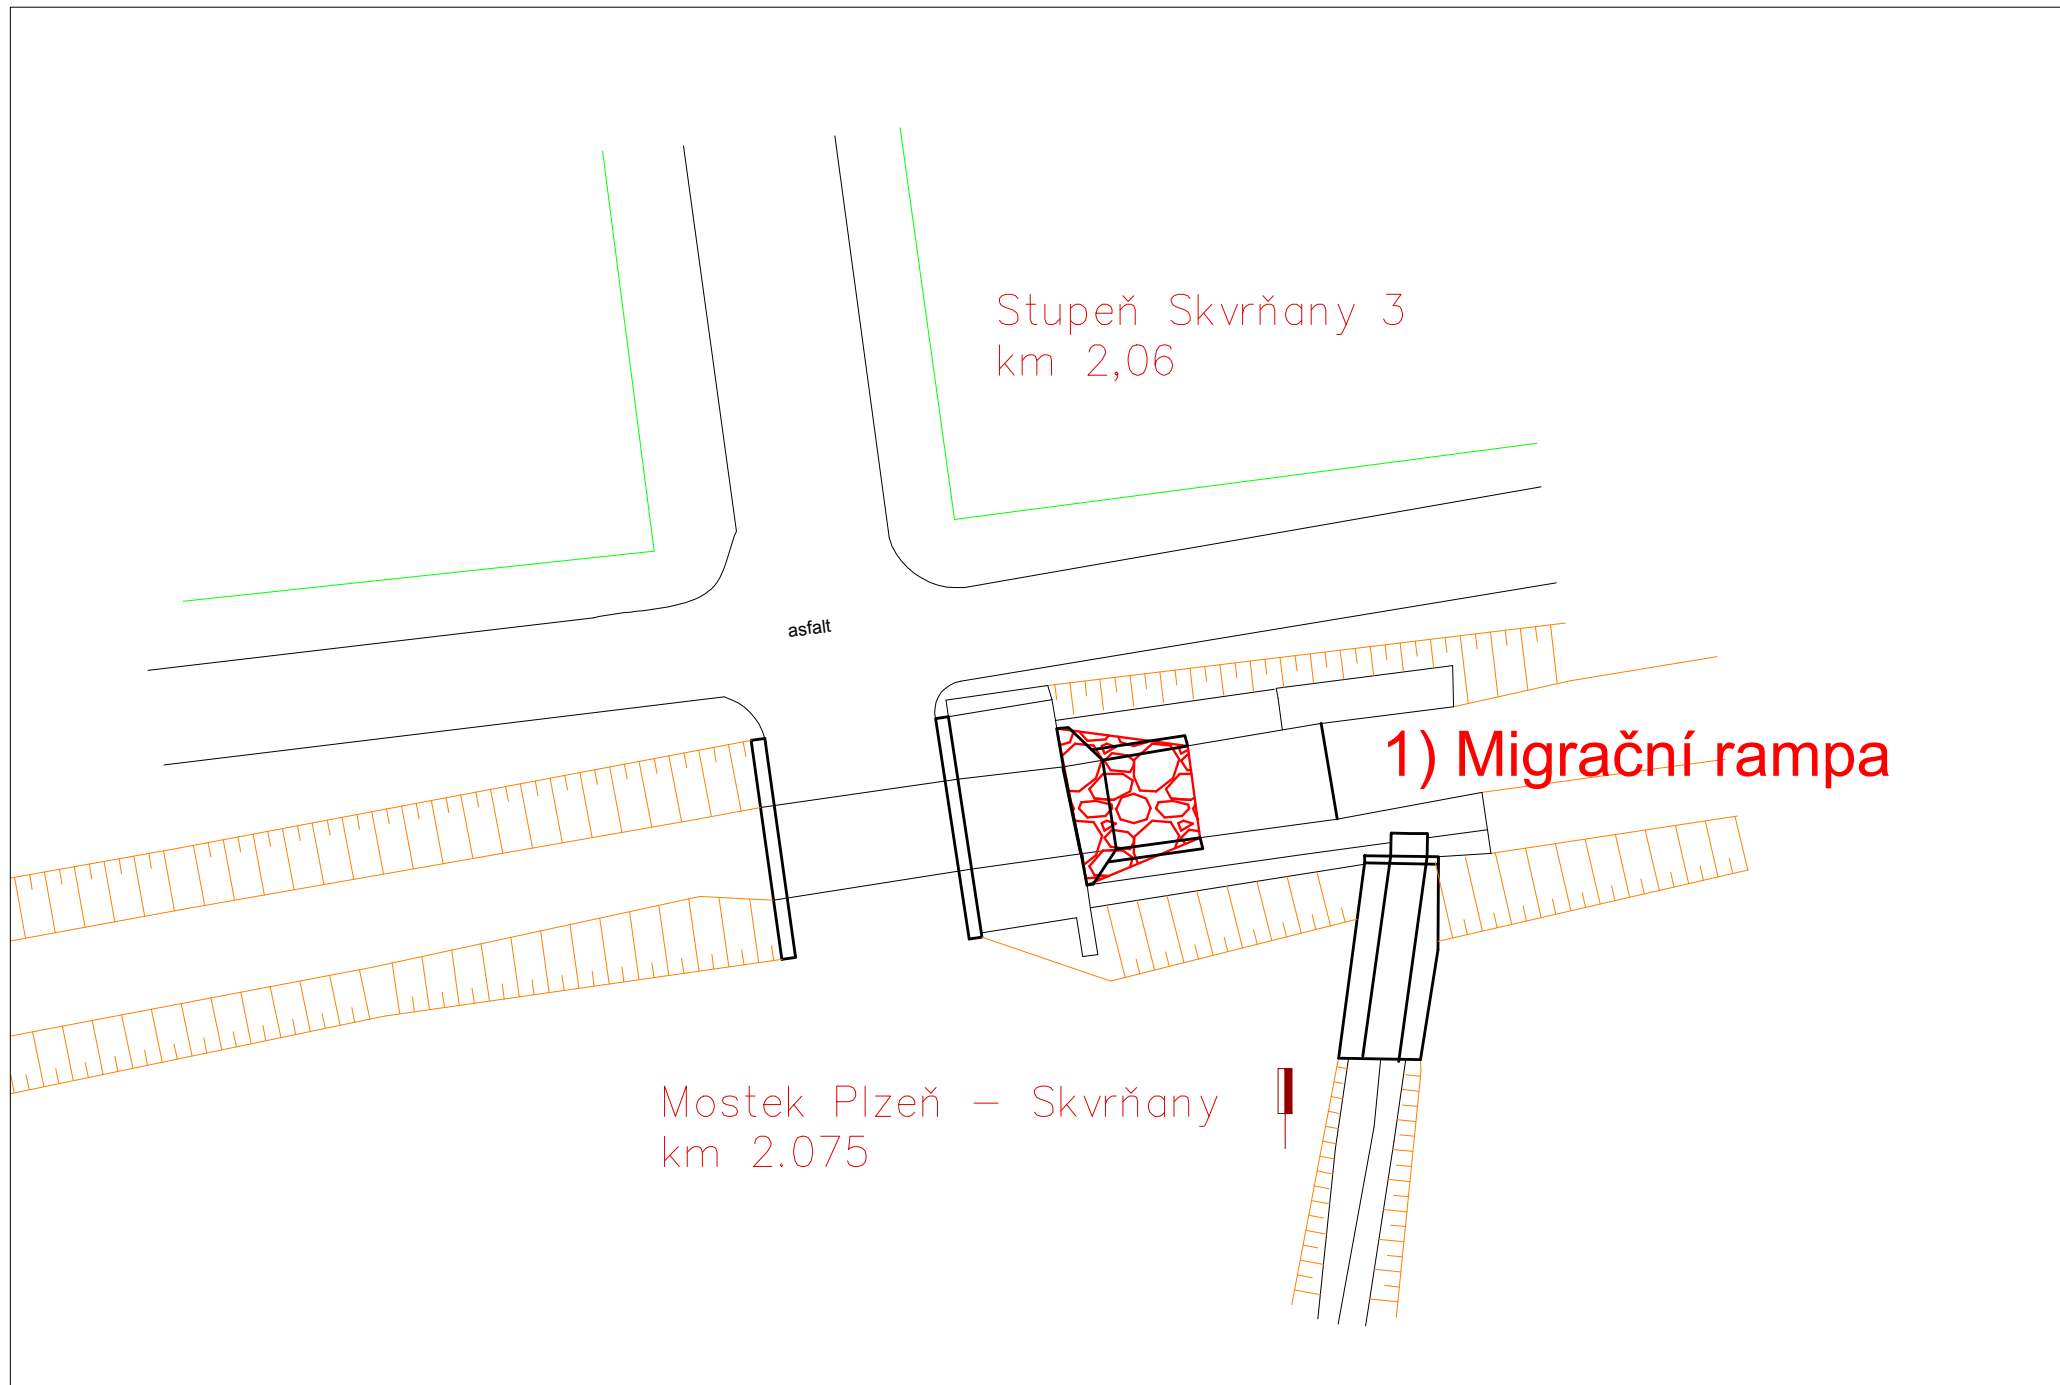 Stupeň Skvrňany 3
km 2,06
asfalt
1) Migrační rampa
Mostek Plzeň – Skvrňany
km 2.075